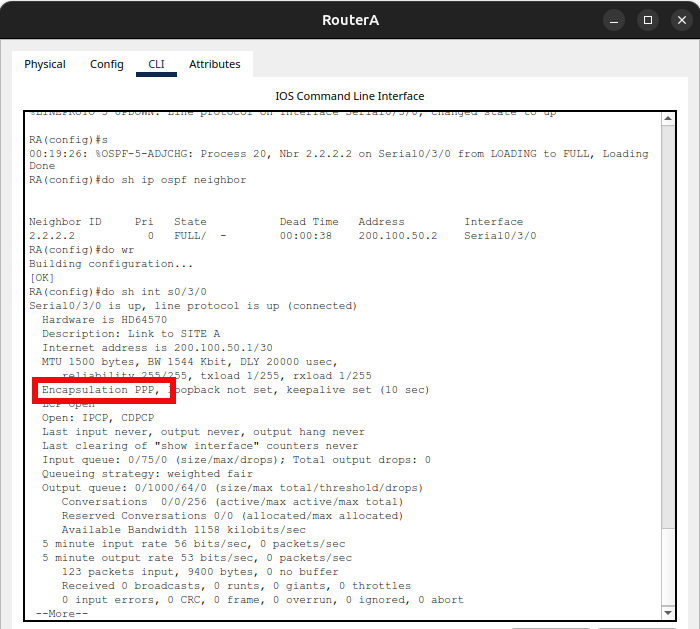 RouterA
Physical Config CLI Attributes
IOS Command Line Interface
%LINEPROTO-5-UPDOWN: Line protocol on Interface Serial0/3/0, changed state to up
RA(config)#s
00:19:26: %OSPF-5-ADJCHG: Process 20, Nbr 2.2.2.2 on Serial0/3/0 from LOADING to FULL, Loading
Done
RA(config)#do sh ip ospf neighbor
Neighbor ID Pri State Dead Time Address Interface
2.2.2.2 0 FULL/ - 00:00:38 200.100.50.2 Serial0/3/0
RA(config)#do wr
Building configuration...
[OK]
RA(config)#do sh int s0/3/0
Serial0/3/0 is up, line protocol is up (connected)
Hardware is HD64570
Description: Link to SITE A
Internet address is 200.100.50.1/30
MTU 1500 bytes, BW 1544 Kbit, DLY 20000 usec,
reliability 255/255, txload 1/255, rxload 1/255
Encapsulation PPP, loopback not set, keepalive set (10 sec)
LCP Open
Open: IPCP, CDPCP
Last input never, output never, output hang never
Last clearing of "show interface" counters never
Input queue: 0/75/0 (size/max/drops); Total output drops: 0
Queueing strategy: weighted fair
Output queue: 0/1000/64/0 (size/max total/threshold/drops)
Conversations 0/0/256 (active/max active/max total)
Reserved Conversations 0/0 (allocated/max allocated)
Available Bandwidth 1158 kilobits/sec
5 minute input rate 56 bits/sec, 0 packets/sec
5 minute output rate 53 bits/sec, 0 packets/sec
123 packets input, 9400 bytes, 0 no buffer
Received 0 broadcasts, 0 runts, 0 giants, 0 throttles
0 input errors, 0 CRC, 0 frame, 0 overrun, 0 ignored, 0 abort
--More--